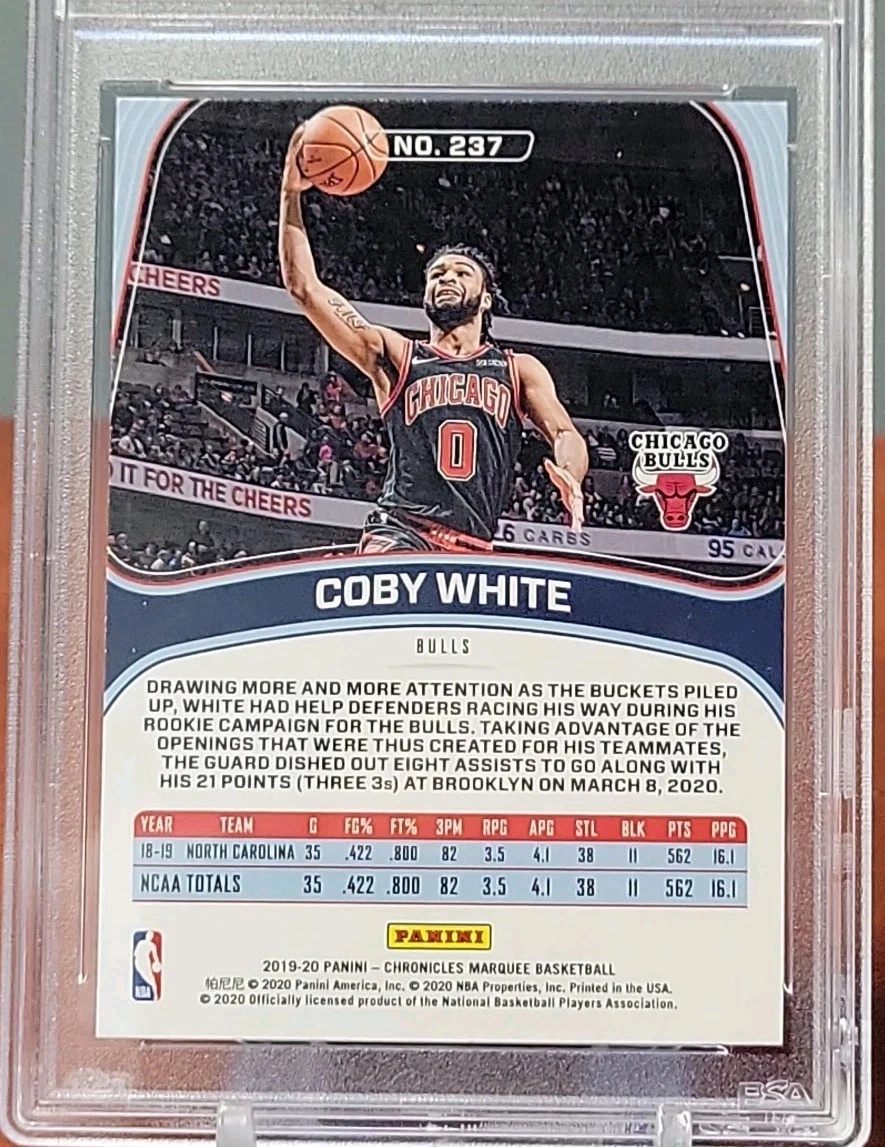 NO. 237
CHEERS
CHICAGO
0
CHICAGO
BULLS
IT FOR THE CHEERS
6 CARBS
95 CAL
COBY WHITE
BULLS
DRAWING MORE AND MORE ATTENTION AS THE BUCKETS PILED
UP, WHITE HAD HELP DEFENDERS RACING HIS WAY DURING HIS
ROOKIE CAMPAIGN FOR THE BULLS. TAKING ADVANTAGE OF THE
OPENINGS THAT WERE THUS CREATED FOR HIS TEAMMATES,
THE GUARD DISHED OUT EIGHT ASSISTS TO GO ALONG WITH
HIS 21 POINTS (THREE 3s) AT BROOKLYN ON MARCH 8, 2020.
YEAR TEAM G FG% FT% 3PM RPG APG STL BLK PTS PPG
18-19 NORTH CAROLINA 35 .422 .800 82 3.5 4.1 38 11 562 16.1
NCAA TOTALS 35 .422 .800 82 3.5 4.1 38 11 562 16.1
PANINI
NBA
2019-20 PANINI – CHRONICLES MARQUEE BASKETBALL
帕尼尼 © 2020 Panini America, Inc. © 2020 NBA Properties, Inc. Printed in the USA.
© 2020 Officially licensed product of the National Basketball Players Association.
PSA